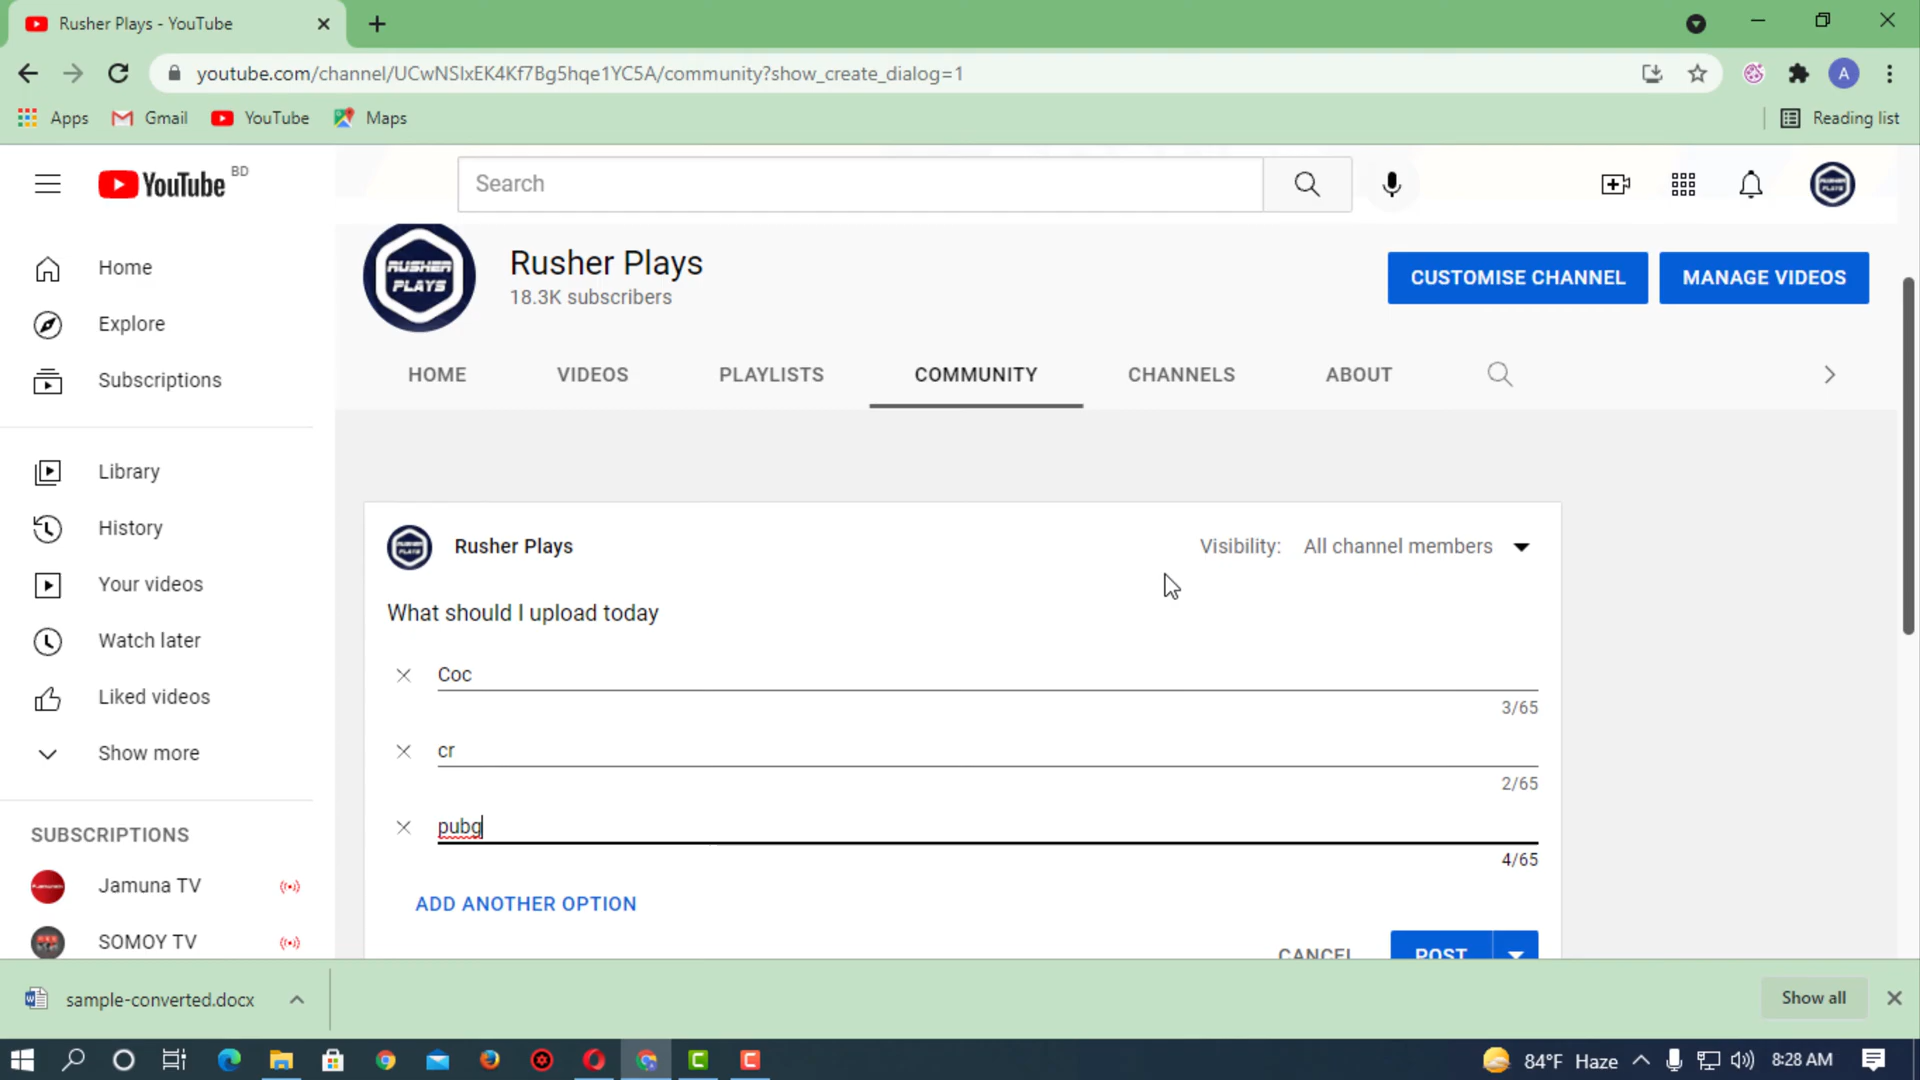 Rusher Plays - YouTube
youtube.com/channel/UCwNSIxEK4Kf7Bg5hqe1YC5A/community?show_create_dialog=1
A
Apps
Gmail
YouTube
Maps
Reading list
YouTube BD
Search
Home
Explore
Subscriptions
Library
History
Your videos
Watch later
Liked videos
Show more
SUBSCRIPTIONS
Jamuna TV
SOMOY TV
RUSHER
PLAYS
Rusher Plays
18.3K subscribers
CUSTOMISE CHANNEL
MANAGE VIDEOS
HOME
VIDEOS
PLAYLISTS
COMMUNITY
CHANNELS
ABOUT
Rusher Plays
Visibility: All channel members
What should I upload today
Coc
3/65
cr
2/65
pubg
4/65
ADD ANOTHER OPTION
CANCEL
POST
sample-converted.docx
Show all
84°F Haze
8:28 AM